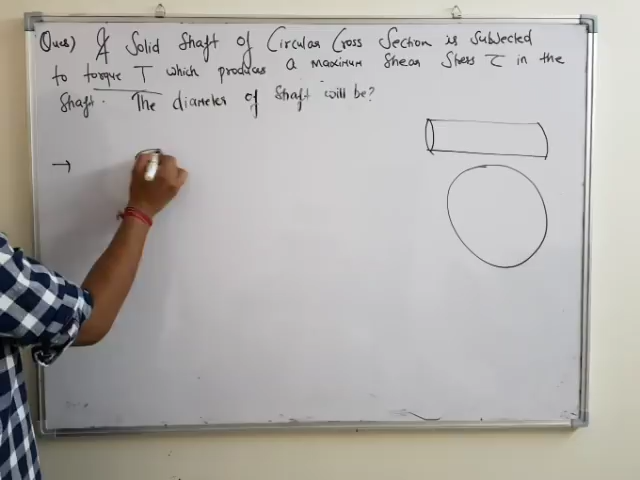 Ques) A Solid Shaft of Circular Cross Section is subjected
to torque T which produces a maximum Shear Stress τ in the
Shaft. The diameter of Shaft will be?
→